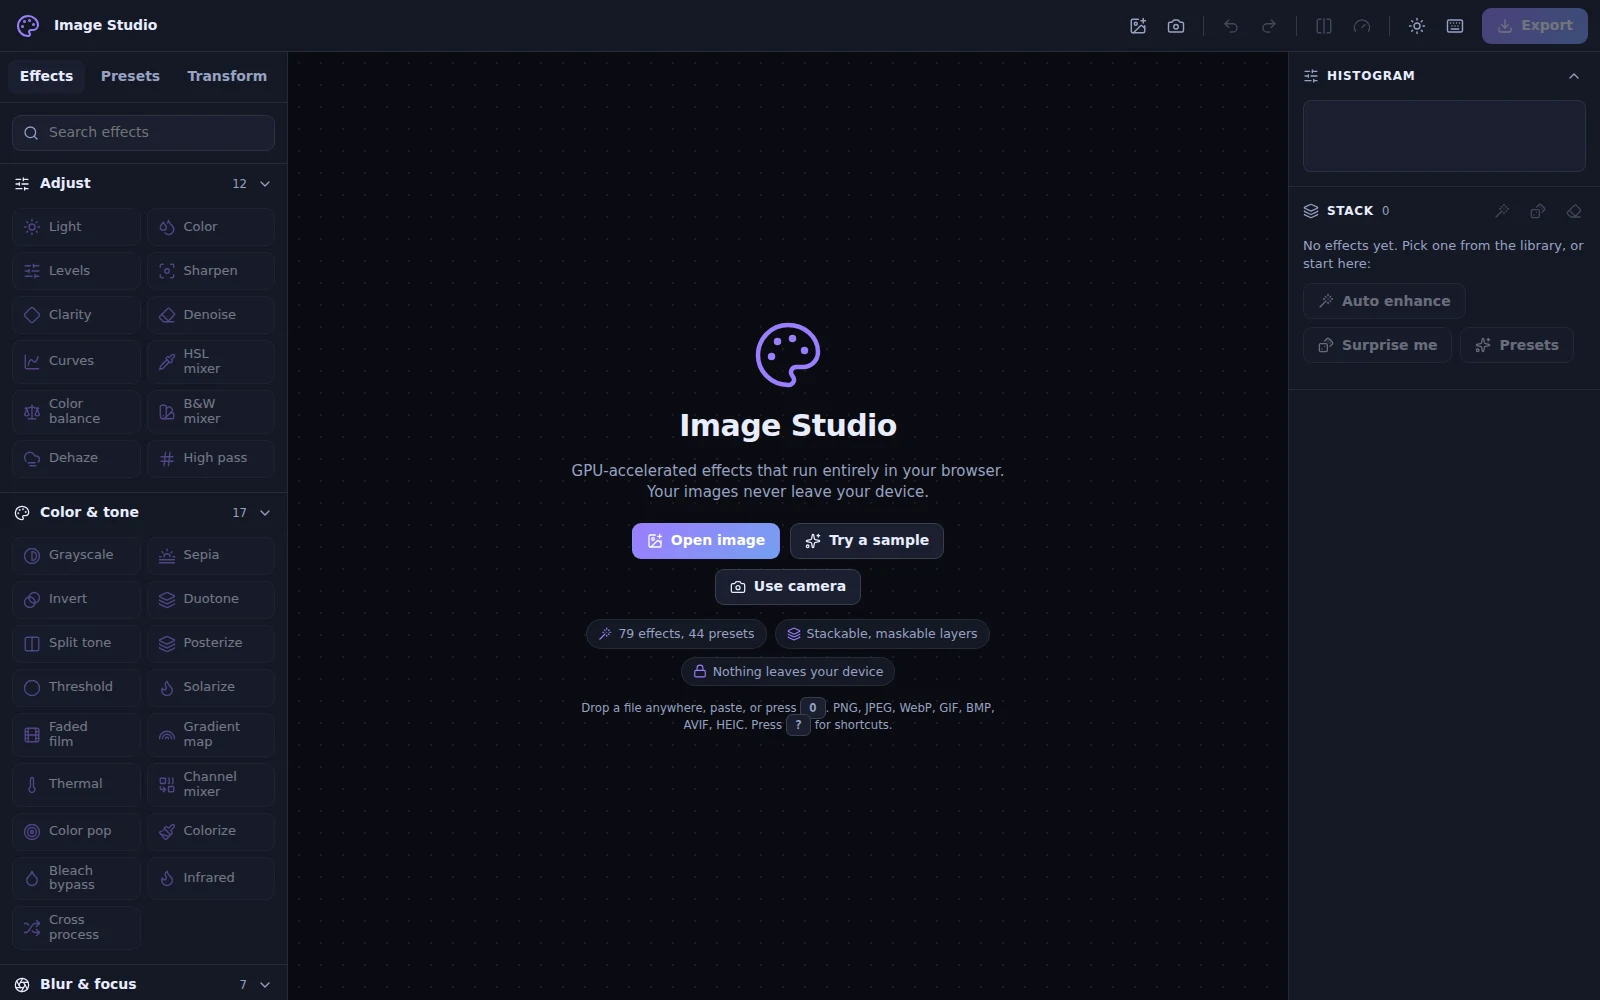 Image Studio
Export
Effects
Presets
Transform
Search effects
Adjust
12
Light
Color
Levels
Sharpen
Clarity
Denoise
Curves
HSL
mixer
Color
balance
B&W
mixer
Dehaze
High pass
Color & tone
17
Grayscale
Sepia
Invert
Duotone
Split tone
Posterize
Threshold
Solarize
Faded
film
Gradient
map
Thermal
Channel
mixer
Color pop
Colorize
Bleach
bypass
Infrared
Cross
process
Blur & focus
7
Image Studio
GPU-accelerated effects that run entirely in your browser.
Your images never leave your device.
Open image
Try a sample
Use camera
79 effects, 44 presets
Stackable, maskable layers
Nothing leaves your device
Drop a file anywhere, paste, or press O. PNG, JPEG, WebP, GIF, BMP,
AVIF, HEIC. Press ? for shortcuts.
HISTOGRAM
STACK 0
No effects yet. Pick one from the library, or
start here:
Auto enhance
Surprise me
Presets